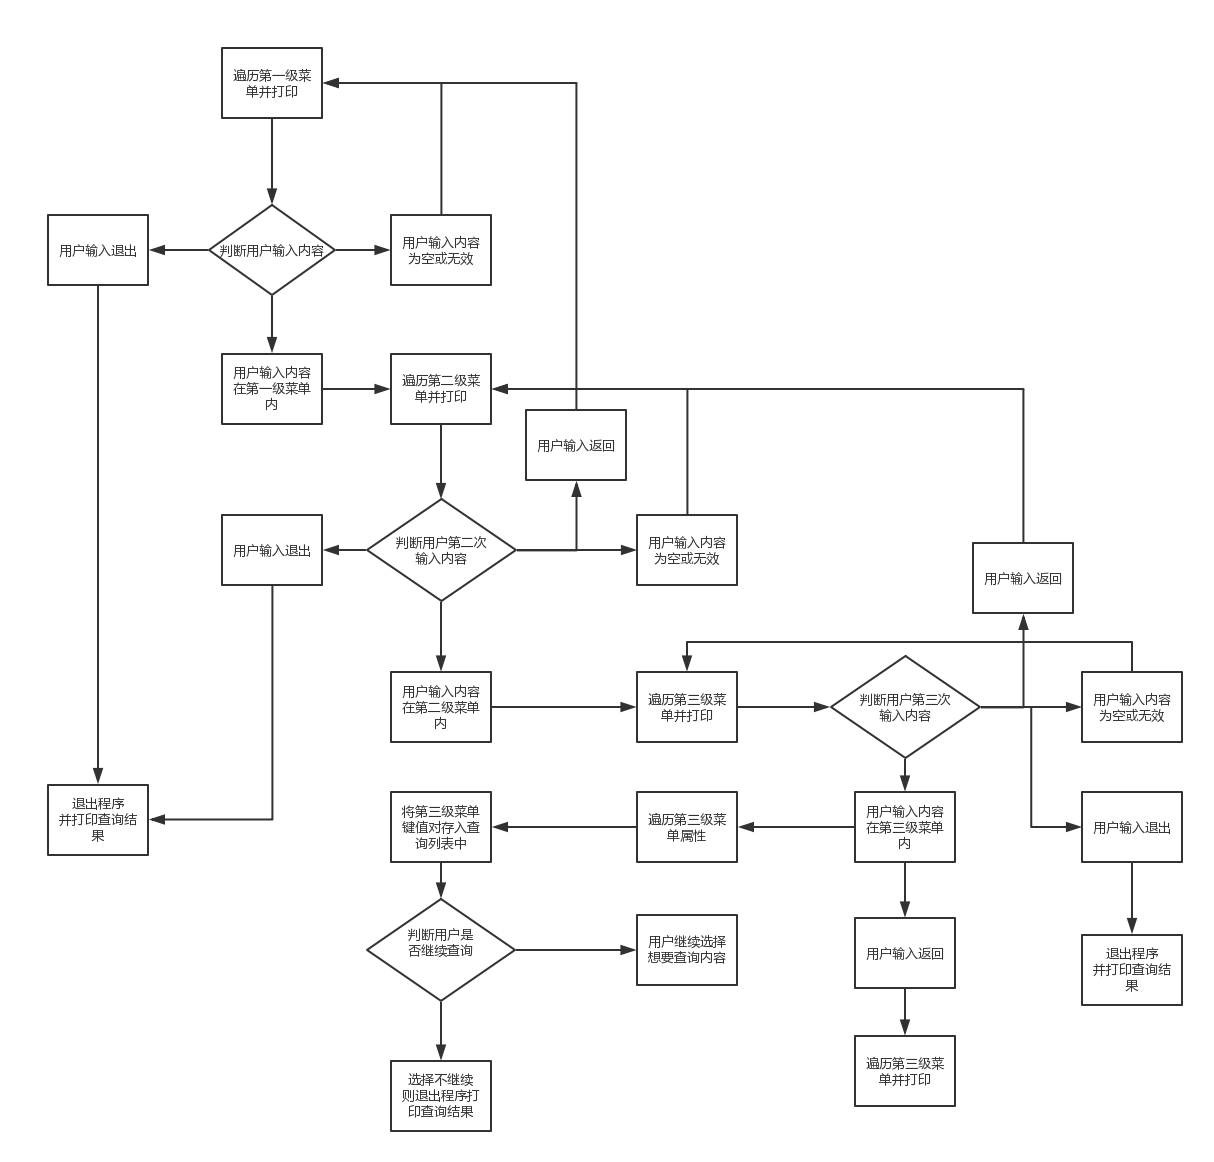 遍历第一级菜
单并打印
用户输入退出
判断用户输入内容
用户输入内容
为空或无效
用户输入内容
在第一级菜单
内
遍历第二级菜
单并打印
用户输入返回
用户输入退出
判断用户第二次
输入内容
用户输入内容
为空或无效
用户输入返回
用户输入内容
在第二级菜单
内
遍历第三级菜
单并打印
判断用户第三次
输入内容
用户输入内容
为空或无效
退出程序
并打印查询结
果
将第三级菜单
键值对存入查
询列表中
遍历第三级菜
单属性
用户输入内容
在第三级菜单
内
用户输入退出
判断用户是
否继续查询
用户继续选择
想要查询内容
用户输入返回
退出程序
并打印查询结
果
选择不继续
则退出程序打
印查询结果
遍历第三级菜
单并打印